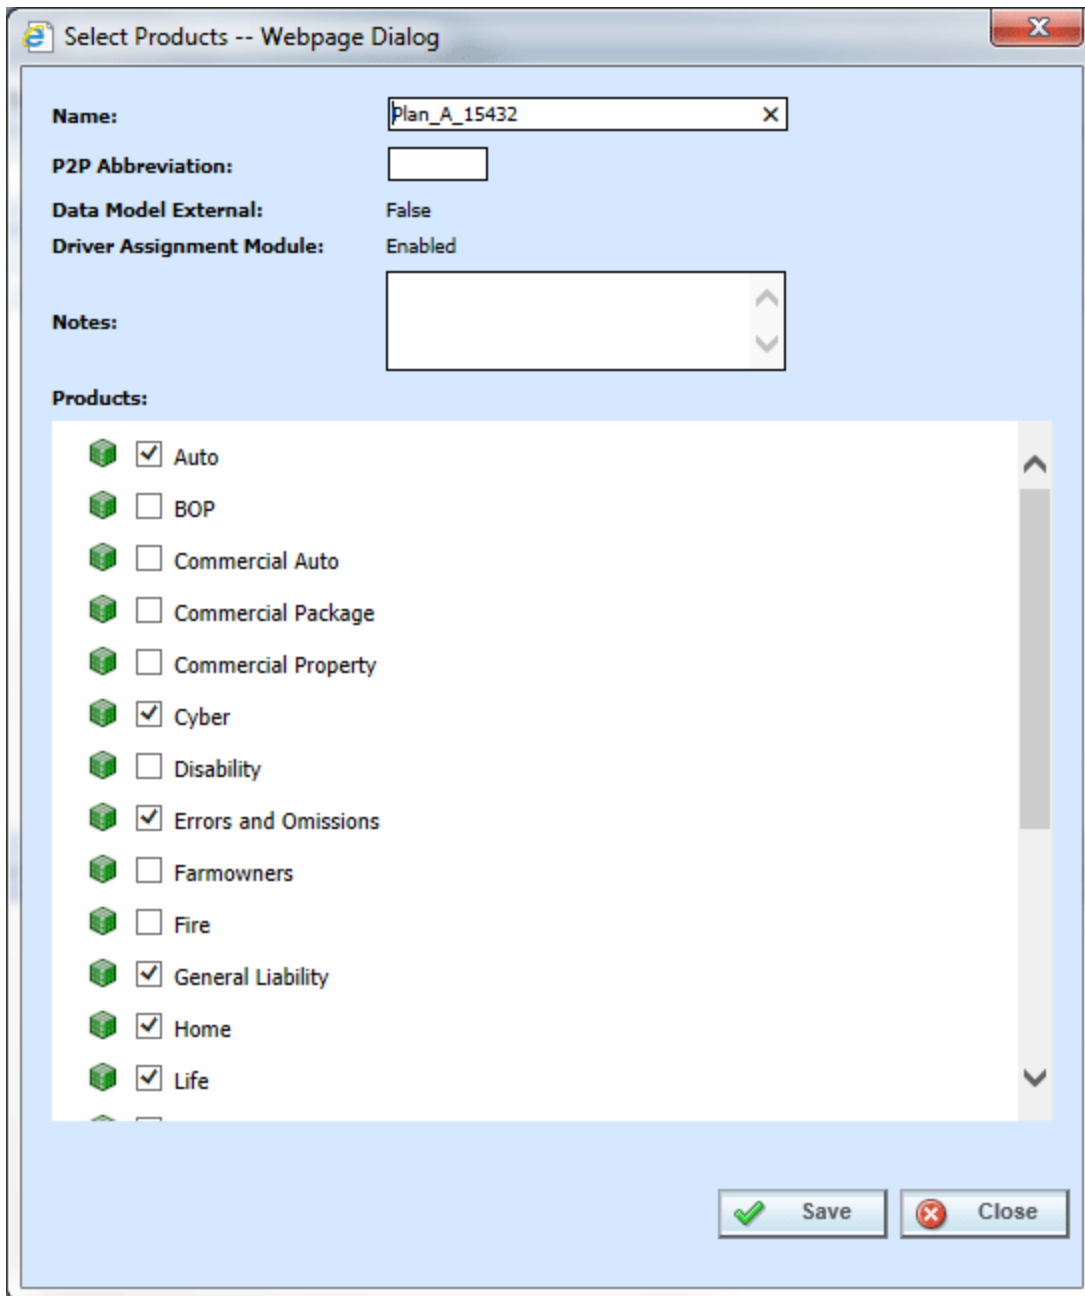 Select Products -- Webpage Dialog
Name: Plan_A_15432
P2P Abbreviation:
Data Model External: False
Driver Assignment Module: Enabled
Notes:
Products:
Auto
BOP
Commercial Auto
Commercial Package
Commercial Property
Cyber
Disability
Errors and Omissions
Farmowners
Fire
General Liability
Home
Life
Save Close